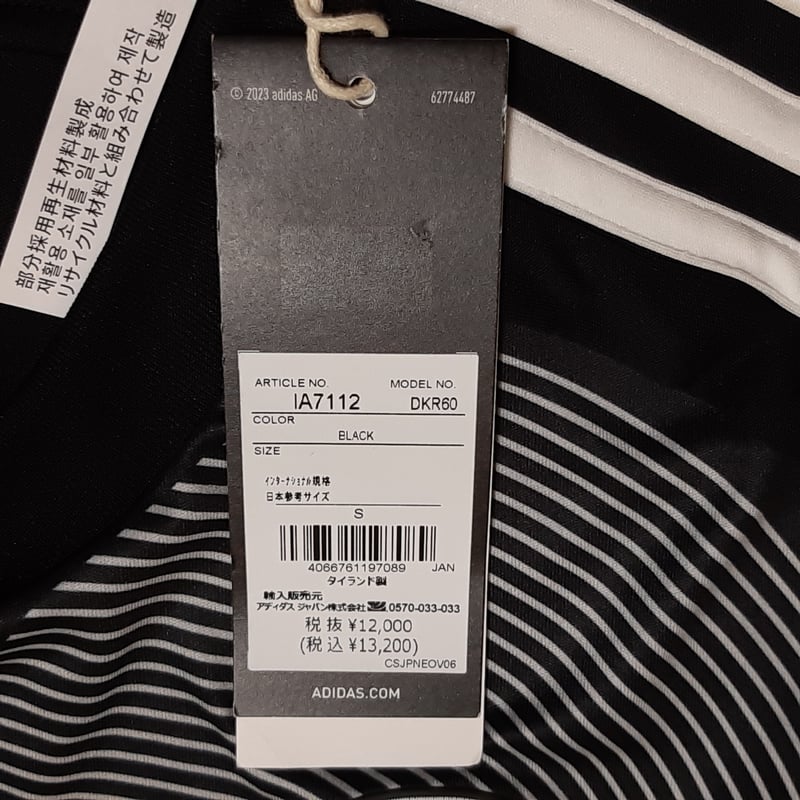 部分採用再生材料製成
재활용 소재를 일부 활용하여 제작
リサイクル材料と組み合わせて製造
© 2023 adidas AG 62774487
ARTICLE NO. MODEL NO.
IA7112 DKR60
COLOR
BLACK
SIZE
インターナショナル規格
日本参考サイズ
S
4066761197089 JAN
タイランド製
輸入販売元
アディダス ジャパン株式会社 0570-033-033
税抜 ¥12,000
(税込 ¥13,200)
CSJPNEOV06
ADIDAS.COM